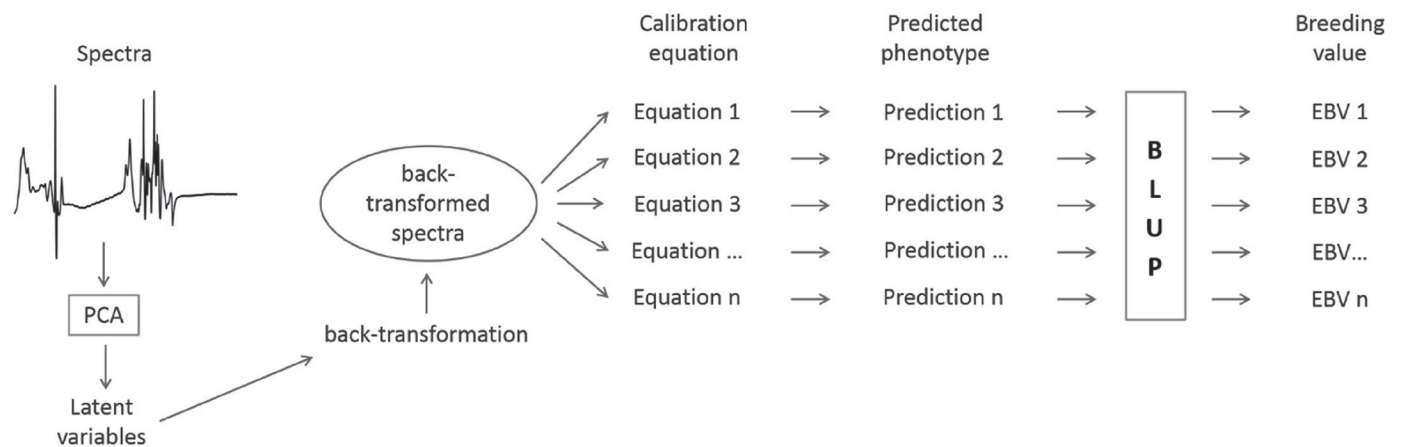 Spectra
PCA
Latent
variables
back-transformation
back-
transformed
spectra
Calibration
equation
Predicted
phenotype
Breeding
value
Equation 1
Prediction 1
EBV 1
Equation 2
Prediction 2
EBV 2
Equation 3
Prediction 3
EBV 3
Equation ...
Prediction ...
EBV...
Equation n
Prediction n
EBV n
B
L
U
P